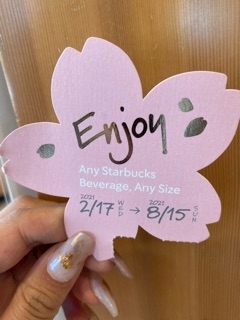 Enjoy
Any Starbucks
Beverage, Any Size
2021 2021
2/17 WED → 8/15 SUN